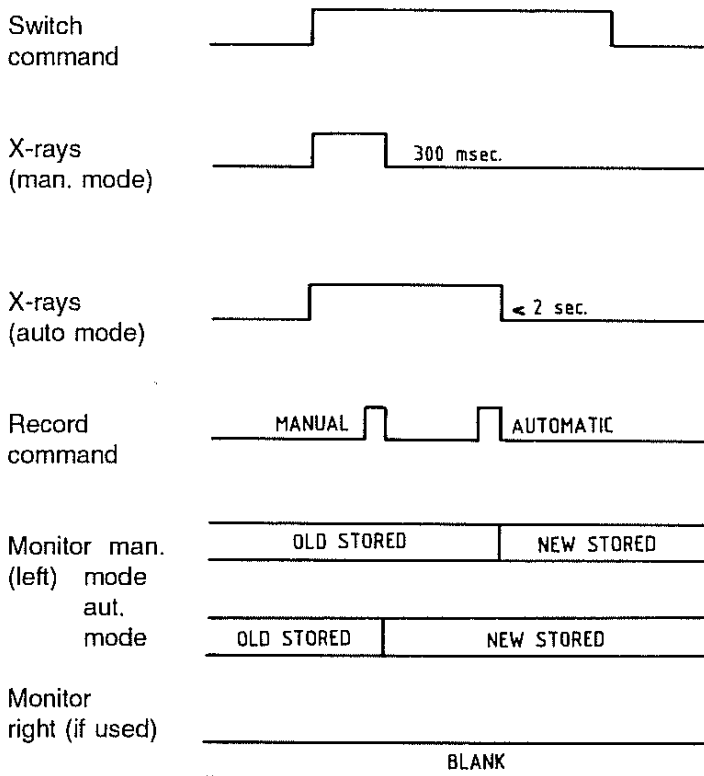 Switch
command
X-rays
(man. mode)
300 msec.
X-rays
(auto mode)
< 2 sec.
Record
command
MANUAL
AUTOMATIC
Monitor man.
(left) mode
aut.
mode
OLD STORED
NEW STORED
OLD STORED
NEW STORED
Monitor
right (if used)
BLANK